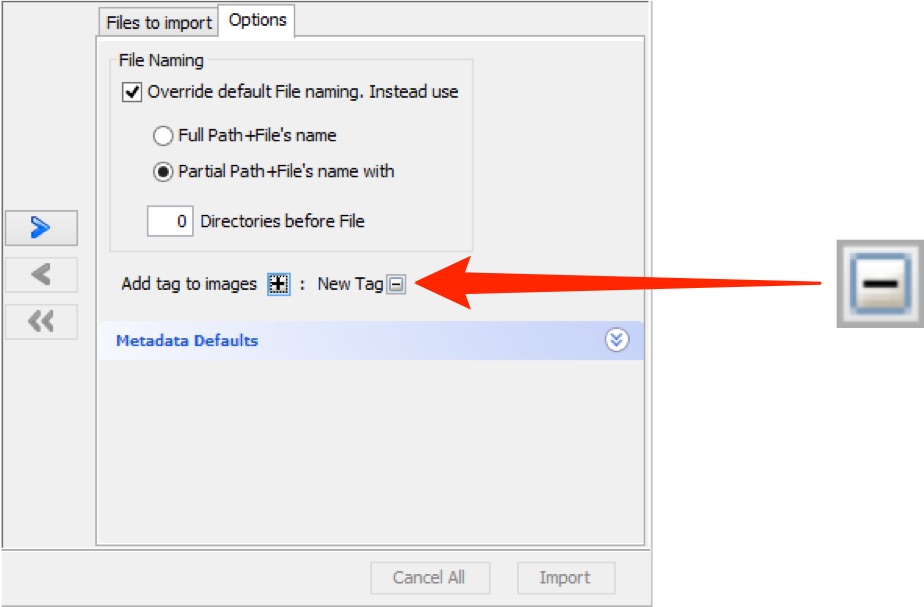 Files to import
Options
File Naming
Override default File naming. Instead use
Full Path+File's name
Partial Path+File's name with
0 Directories before File
Add tag to images : New Tag
Metadata Defaults
Cancel All
Import